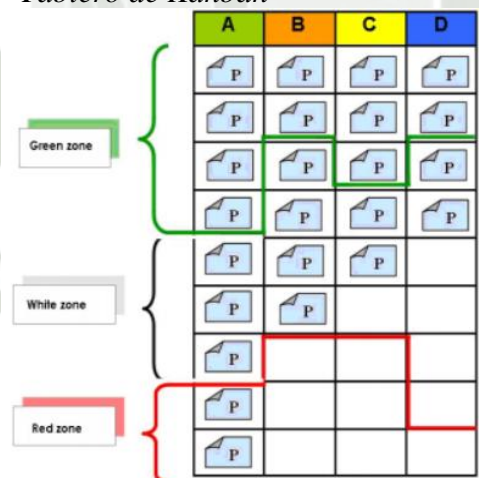 Tablero de Kanban
A B C D
P P P P
P P P P
Green zone
P P P P
P P P P
P P P
White zone
P P
P
P
Red zone
P